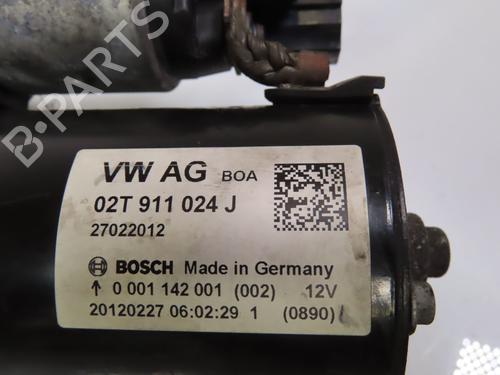 B-PARTS
VW AG BOA
02T 911 024 J
27022012
BOSCH Made in Germany
↑ 0 001 142 001 (002) 12V
20120227 06:02:29 1 (0890)